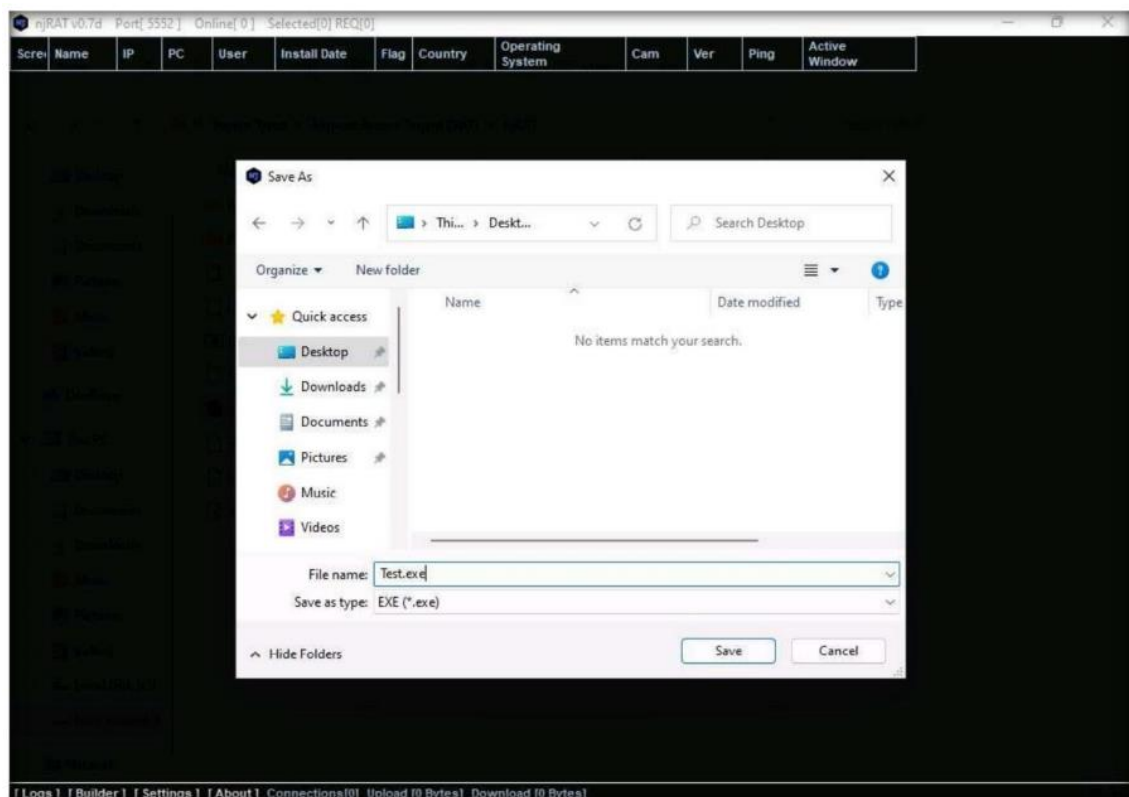 njRAT v0.7d Port[ 5552 ] Online[ 0 ] Selected[0] REQ[0]
Scree Name IP PC User Install Date Flag Country Operating System Cam Ver Ping Active Window
Save As
Thi... > Deskt... Search Desktop
Organize New folder
Name Date modified Type
Quick access
No items match your search.
Desktop
Downloads
Documents
Pictures
Music
Videos
File name: Test.exe
Save as type: EXE (*.exe)
Hide Folders Save Cancel
[ Logs ] [ Builder ] [ Settings ] [ About ] Connections[0] Upload [0 Bytes] Download [0 Bytes]